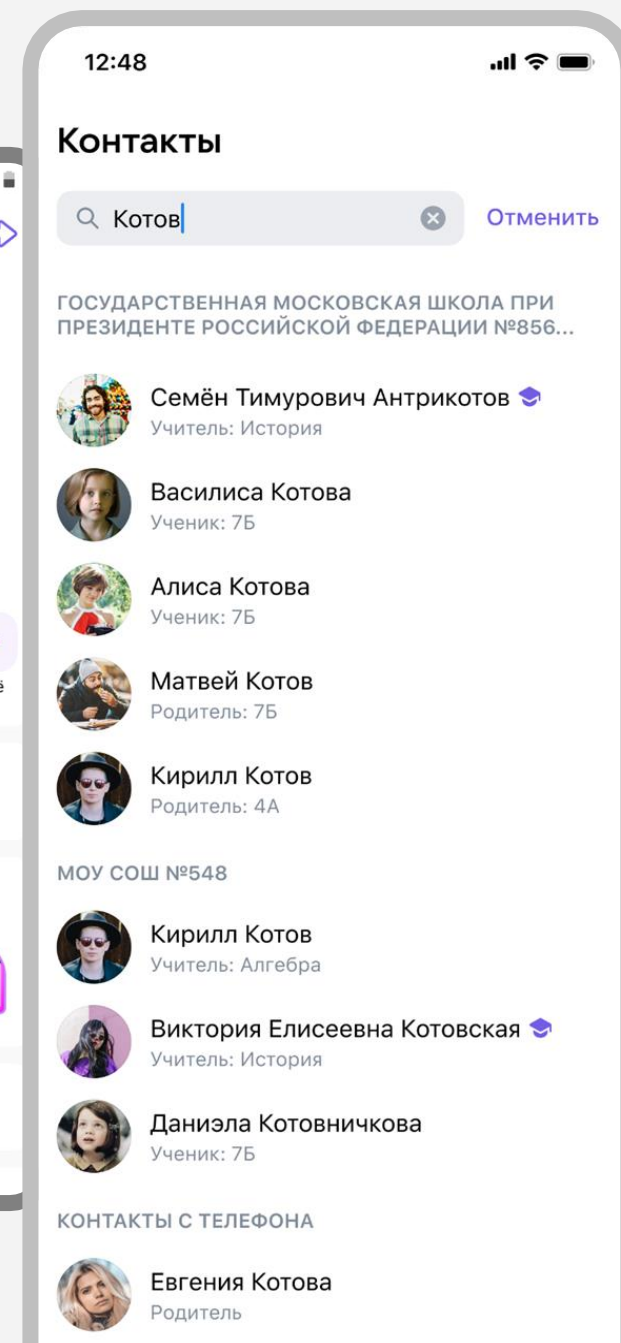 12:48
Контакты
Котов
Отменить
ГОСУДАРСТВЕННАЯ МОСКОВСКАЯ ШКОЛА ПРИ
ПРЕЗИДЕНТЕ РОССИЙСКОЙ ФЕДЕРАЦИИ №856...
Семён Тимурович Антрикотов
Учитель: История
Василиса Котова
Ученик: 7Б
Алиса Котова
Ученик: 7Б
Матвей Котов
Родитель: 7Б
Кирилл Котов
Родитель: 4А
МОУ СОШ №548
Кирилл Котов
Учитель: Алгебра
Виктория Елисеевна Котовская
Учитель: История
Даниэла Котовничкова
Ученик: 7Б
КОНТАКТЫ С ТЕЛЕФОНА
Евгения Котова
Родитель